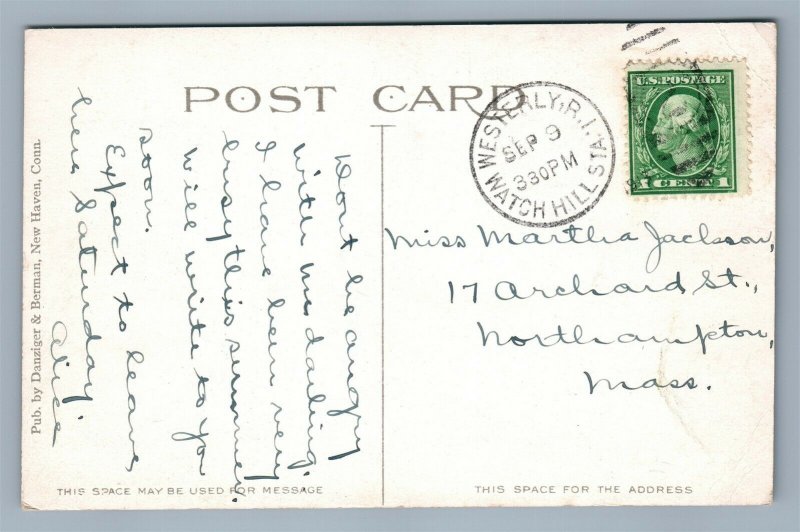 POST CARD
WESTERLY, R.I.
WATCH HILL STA.
SEP 9
330PM
U.S. POSTAGE
1 CENT 1
Dont be angry
with me darling.
I have been very
busy this summer.
Will write to you
soon.
Expect to leave
here Saturday.
Alice
Miss Martha Jackson,
17 Orchard St.,
Northampton,
Mass.
Pub. by Danziger & Berman, New Haven, Conn.
THIS SPACE MAY BE USED FOR MESSAGE
THIS SPACE FOR THE ADDRESS